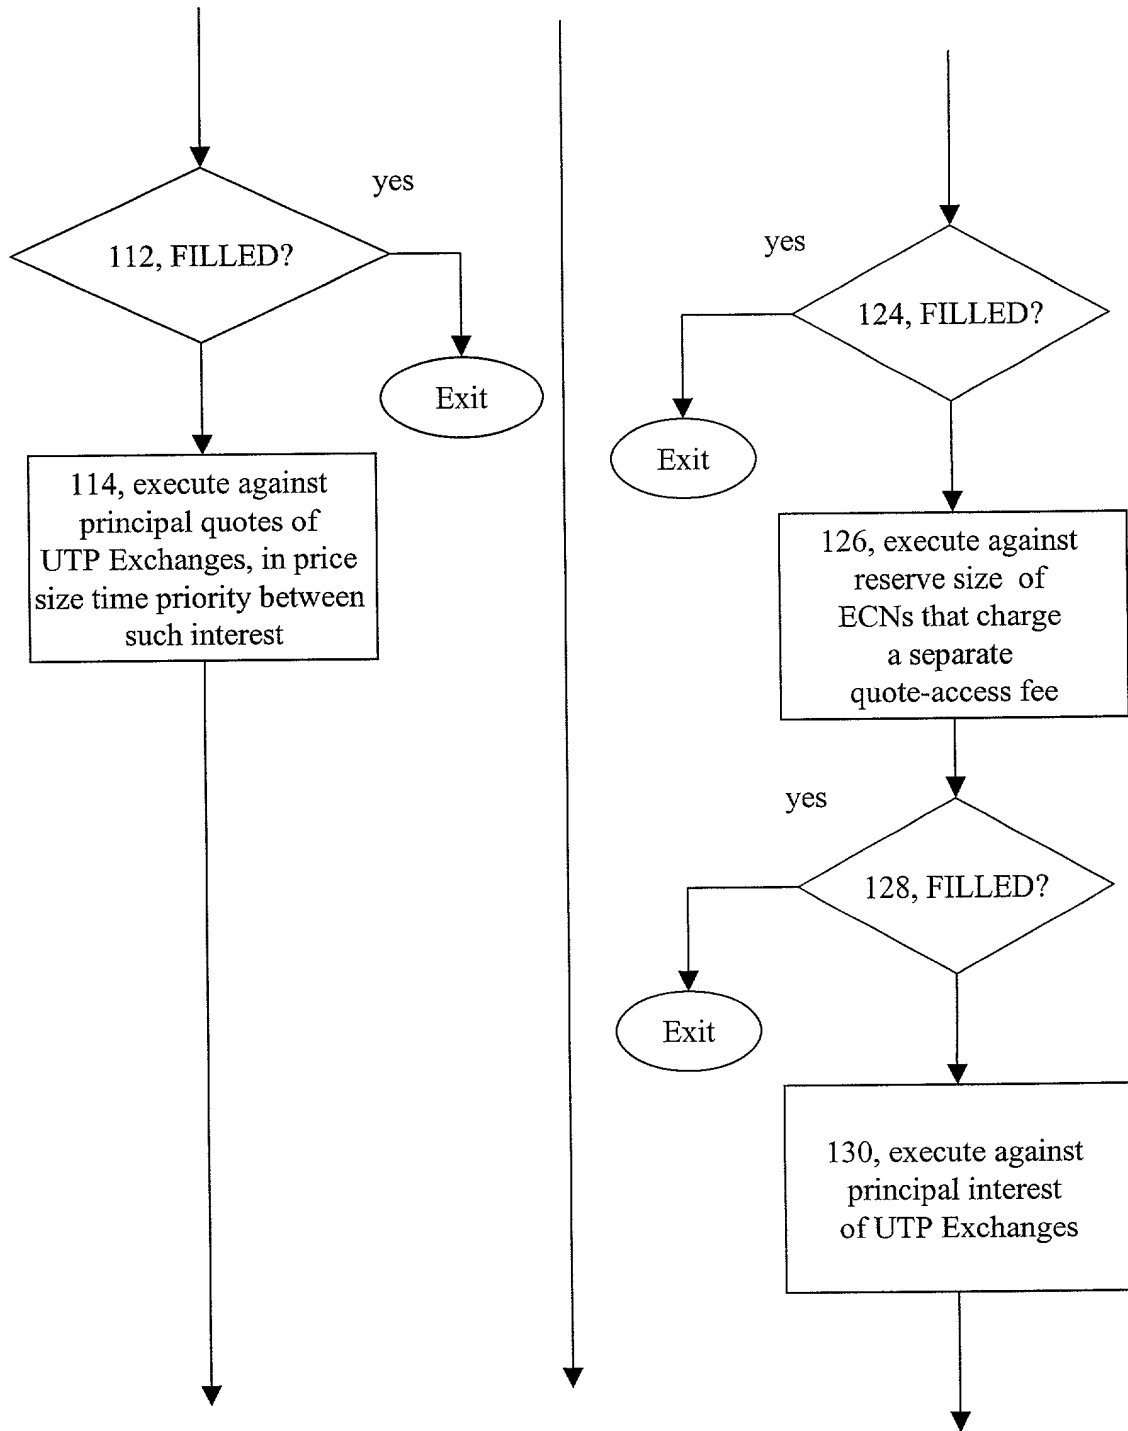 yes
112, FILLED?
Exit
114, execute against
principal quotes of
UTP Exchanges, in price
size time priority between
such interest
yes
124, FILLED?
Exit
126, execute against
reserve size of
ECNs that charge
a separate
quote-access fee
yes
128, FILLED?
Exit
130, execute against
principal interest
of UTP Exchanges